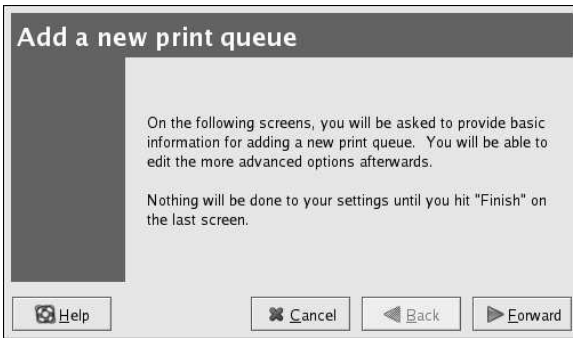 Add a new print queue
On the following screens, you will be asked to provide basic
information for adding a new print queue. You will be able to
edit the more advanced options afterwards.
Nothing will be done to your settings until you hit "Finish" on
the last screen.
Help
Cancel
Back
Forward